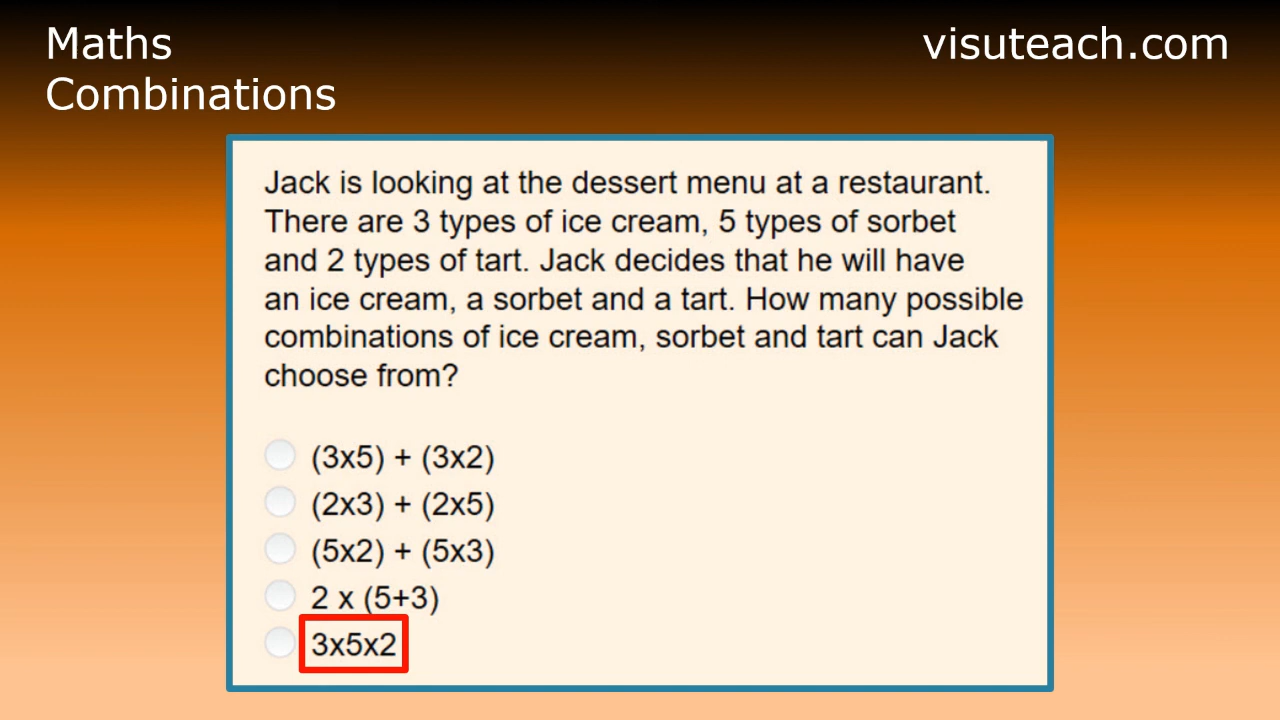 Maths
Combinations
visuteach.com
Jack is looking at the dessert menu at a restaurant.
There are 3 types of ice cream, 5 types of sorbet
and 2 types of tart. Jack decides that he will have
an ice cream, a sorbet and a tart. How many possible
combinations of ice cream, sorbet and tart can Jack
choose from?
(3x5) + (3x2)
(2x3) + (2x5)
(5x2) + (5x3)
2 x (5+3)
3x5x2